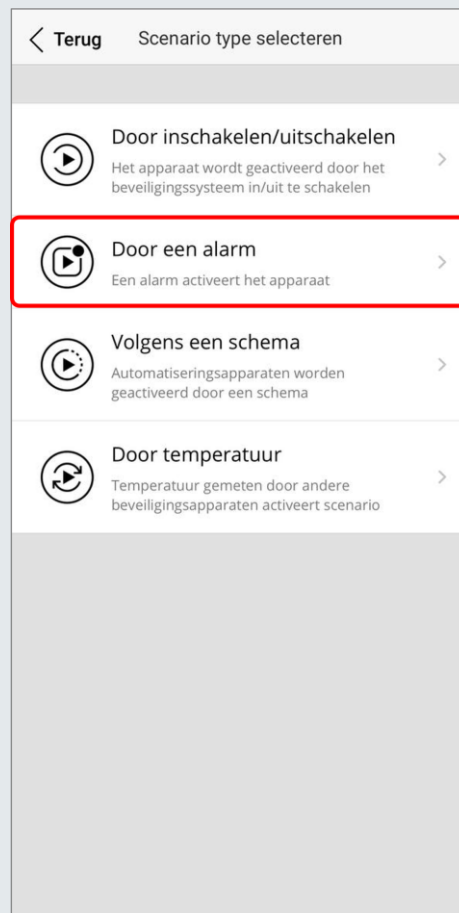 Terug Scenario type selecteren
Door inschakelen/uitschakelen
Het apparaat wordt geactiveerd door het
beveiligingssysteem in/uit te schakelen
Door een alarm
Een alarm activeert het apparaat
Volgens een schema
Automatiseringsapparaten worden
geactiveerd door een schema
Door temperatuur
Temperatuur gemeten door andere
beveiligingsapparaten activeert scenario